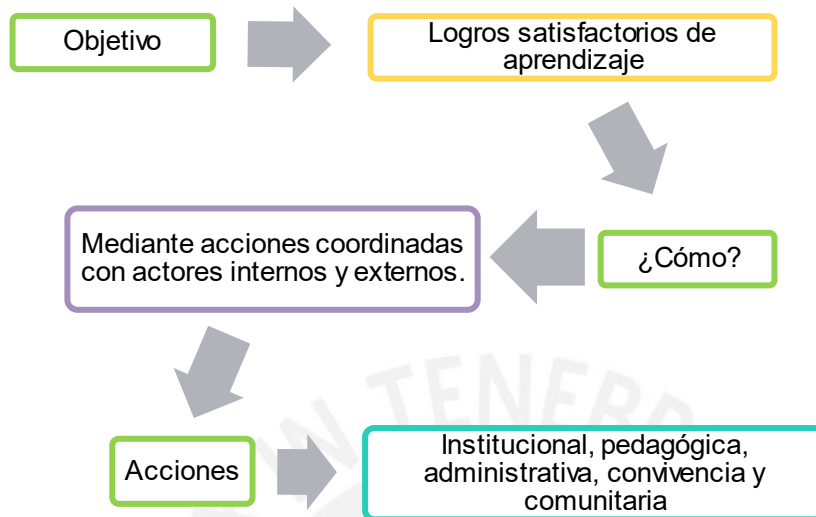 Objetivo
Logros satisfactorios de
aprendizaje
¿Cómo?
Mediante acciones coordinadas
con actores internos y externos.
Acciones
Institucional, pedagógica,
administrativa, convivencia y
comunitaria
TENEBR